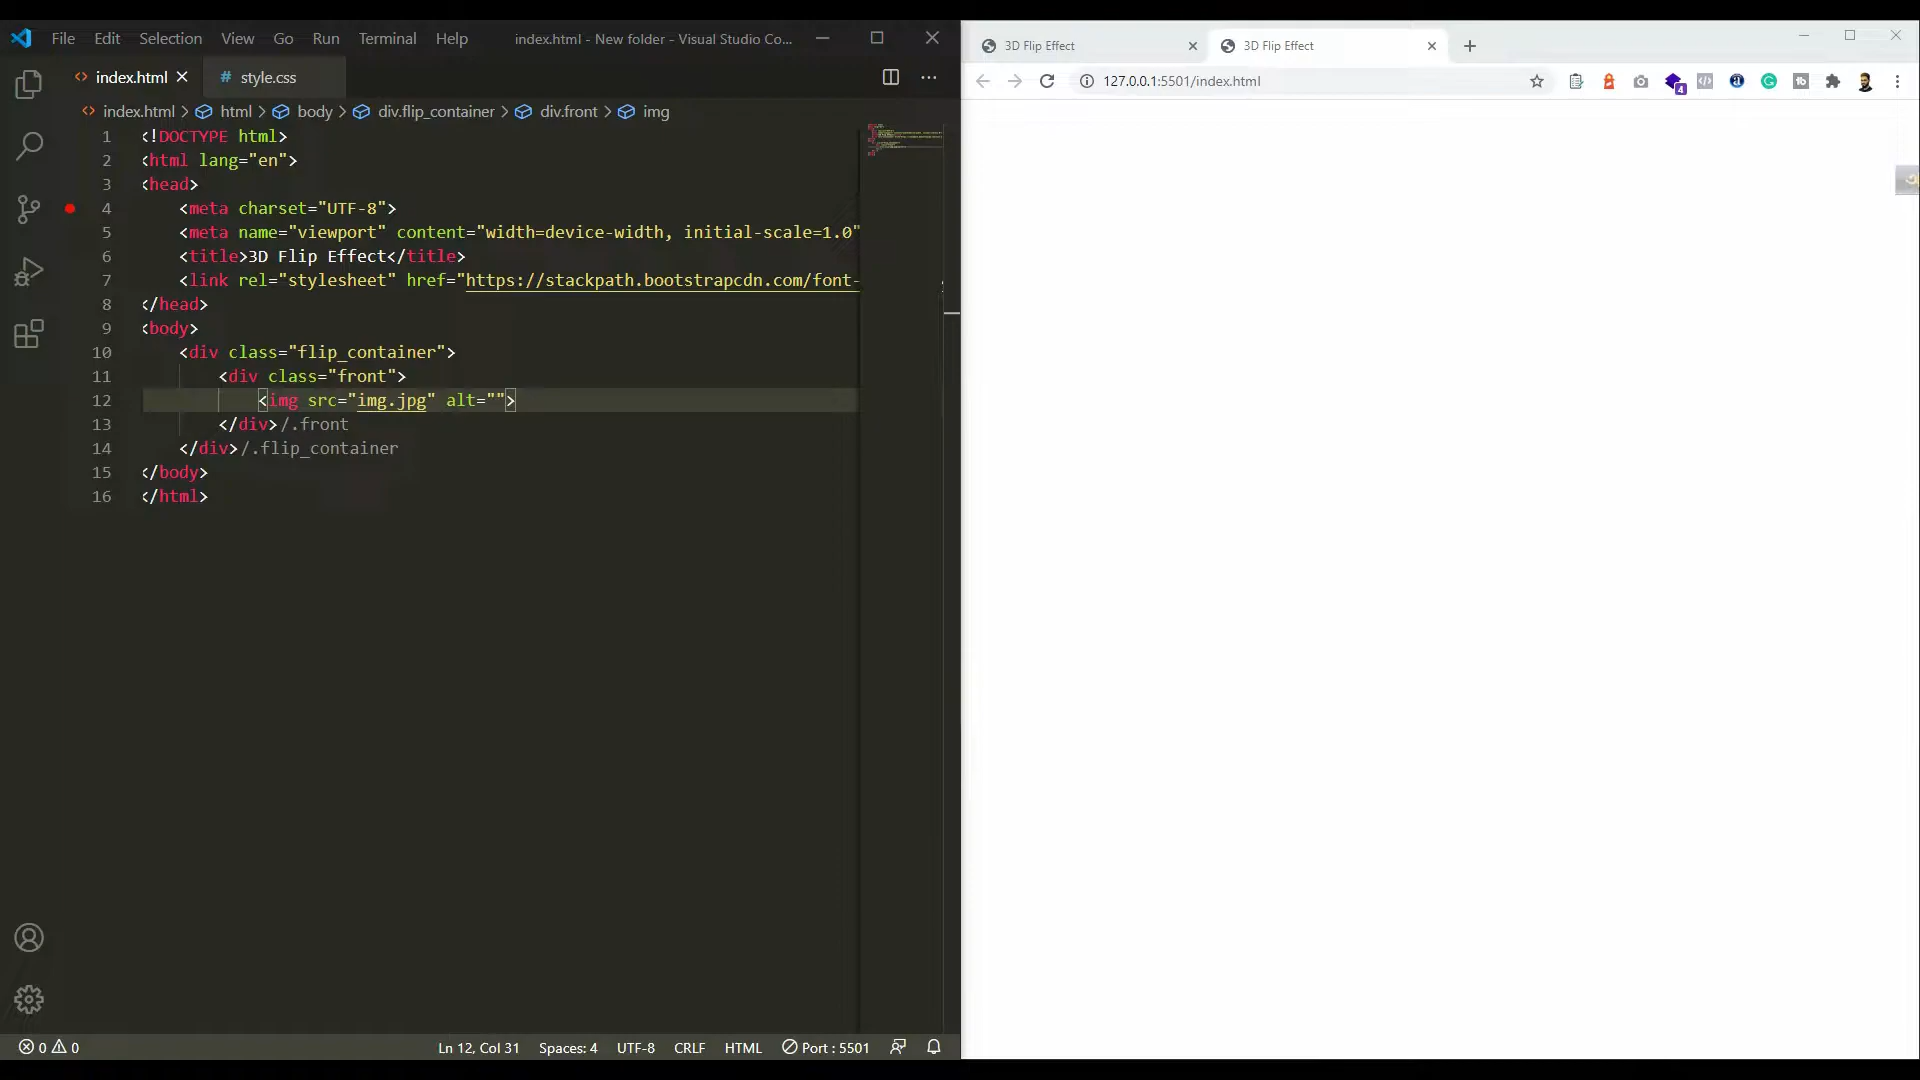 File Edit Selection View Go Run Terminal Help index.html - New folder - Visual Studio Co...
index.html # style.css
index.html > html > body > div.flip_container > div.front > img
1 <!DOCTYPE html>
2 <html lang="en">
3 <head>
4 <meta charset="UTF-8">
5 <meta name="viewport" content="width=device-width, initial-scale=1.0"
6 <title>3D Flip Effect</title>
7 <link rel="stylesheet" href="https://stackpath.bootstrapcdn.com/font-
8 </head>
9 <body>
10 <div class="flip_container">
11 <div class="front">
12 <img src="img.jpg" alt="">
13 </div>/.front
14 </div>/.flip_container
15 </body>
16 </html>
0 0 Ln 12, Col 31 Spaces: 4 UTF-8 CRLF HTML Port : 5501
3D Flip Effect 3D Flip Effect
127.0.0.1:5501/index.html
4